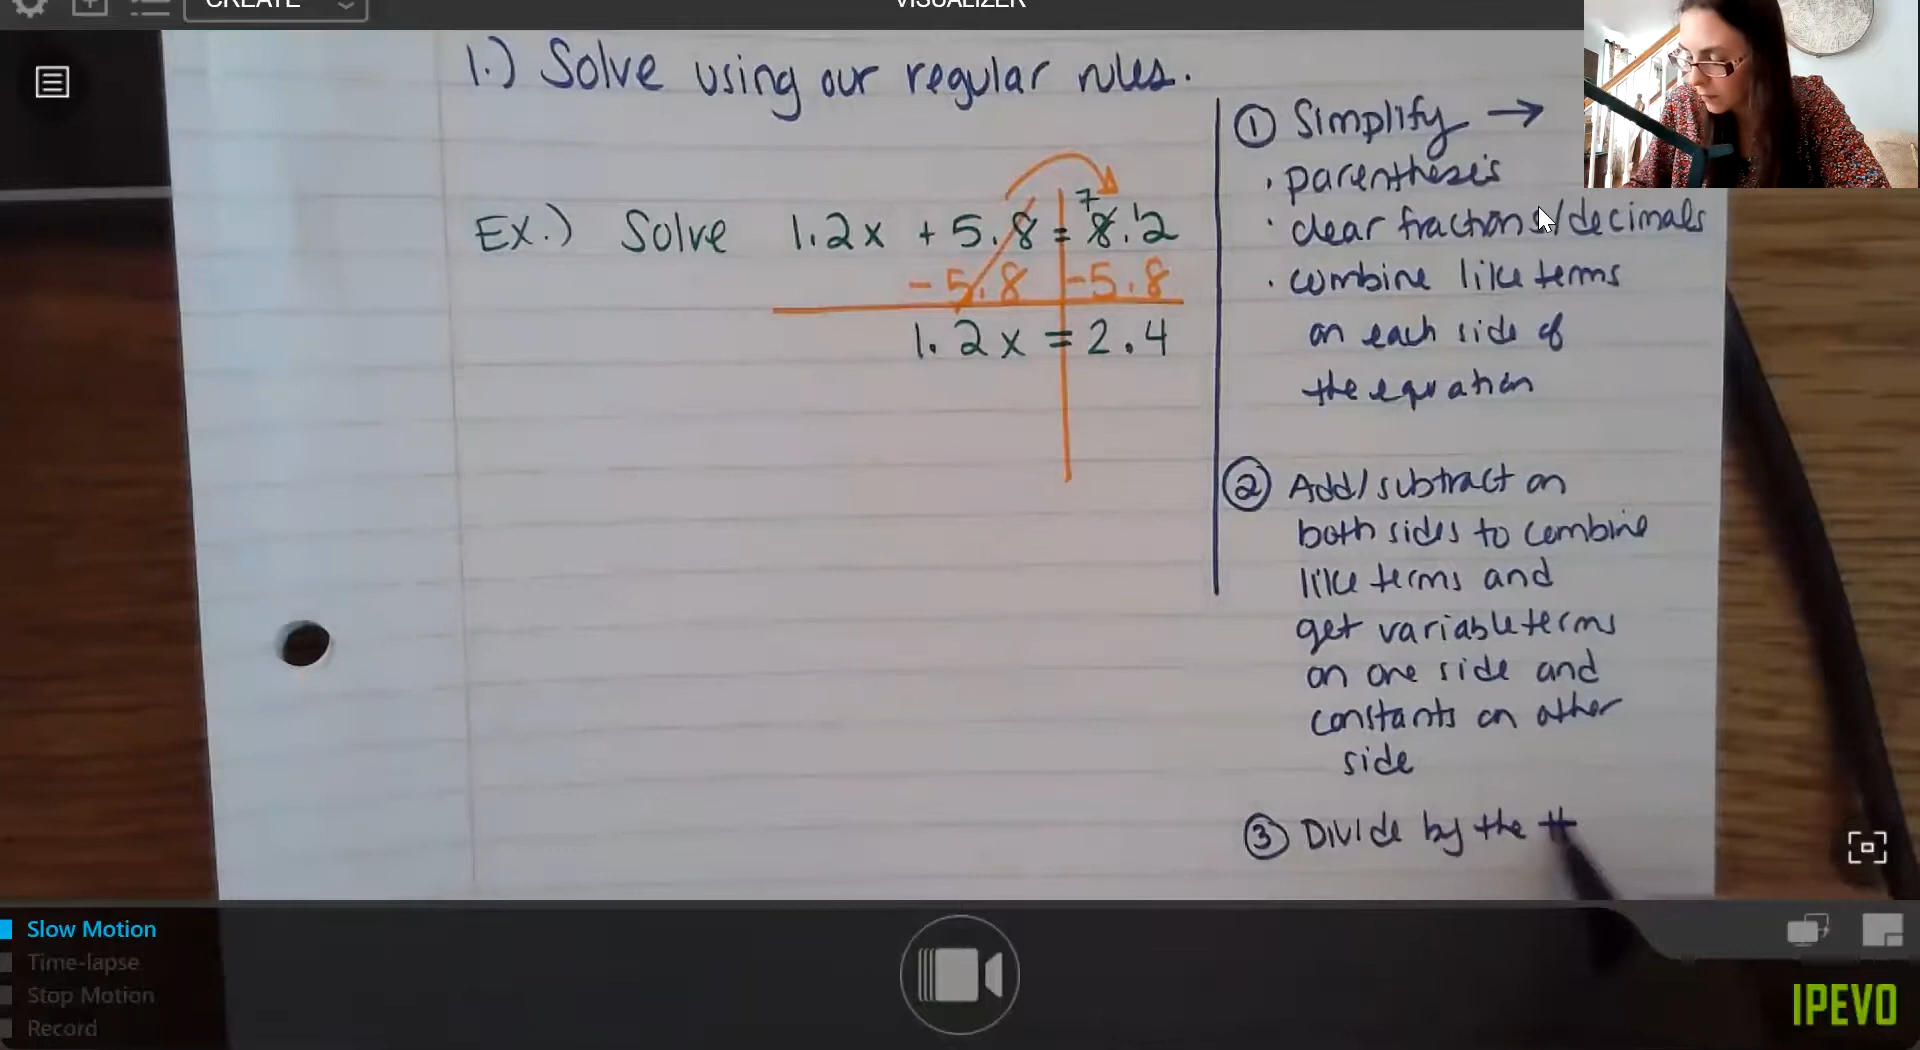 CREATE
VISUALIZER
1.) Solve using our regular rules.
Ex.) Solve 1.2x + 5.8 = 8.2
7 1
-5.8 -5.8
1.2x = 2.4
① Simplify →
· parenthesis
· clear fractions/decimals
· combine like terms
on each side of
the equation
② Add/subtract on
both sides to combine
like terms and
get variable terms
on one side and
constants on other
side
③ Divide by the #
Slow Motion
Time-lapse
Stop Motion
Record
IPEVO